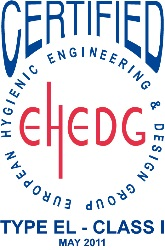 CERTIFIED
EUROPEAN HYGIENIC ENGINEERING & DESIGN GROUP
EHEDG
TYPE EL - CLASS I
MAY 2011